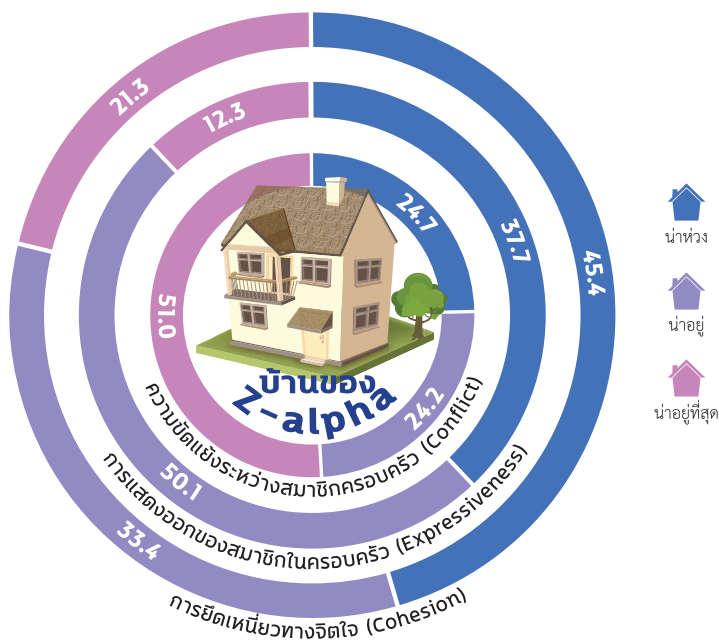 21.3
12.3
24.7
37.7
45.4
51.0
24.2
50.1
33.4
บ้านของ
Z-alpha
ความขัดแย้งระหว่างสมาชิกครอบครัว (Conflict)
การแสดงออกของสมาชิกในครอบครัว (Expressiveness)
การยึดเหนี่ยวทางจิตใจ (Cohesion)
น่าห่วง
น่าอยู่
น่าอยู่ที่สุด